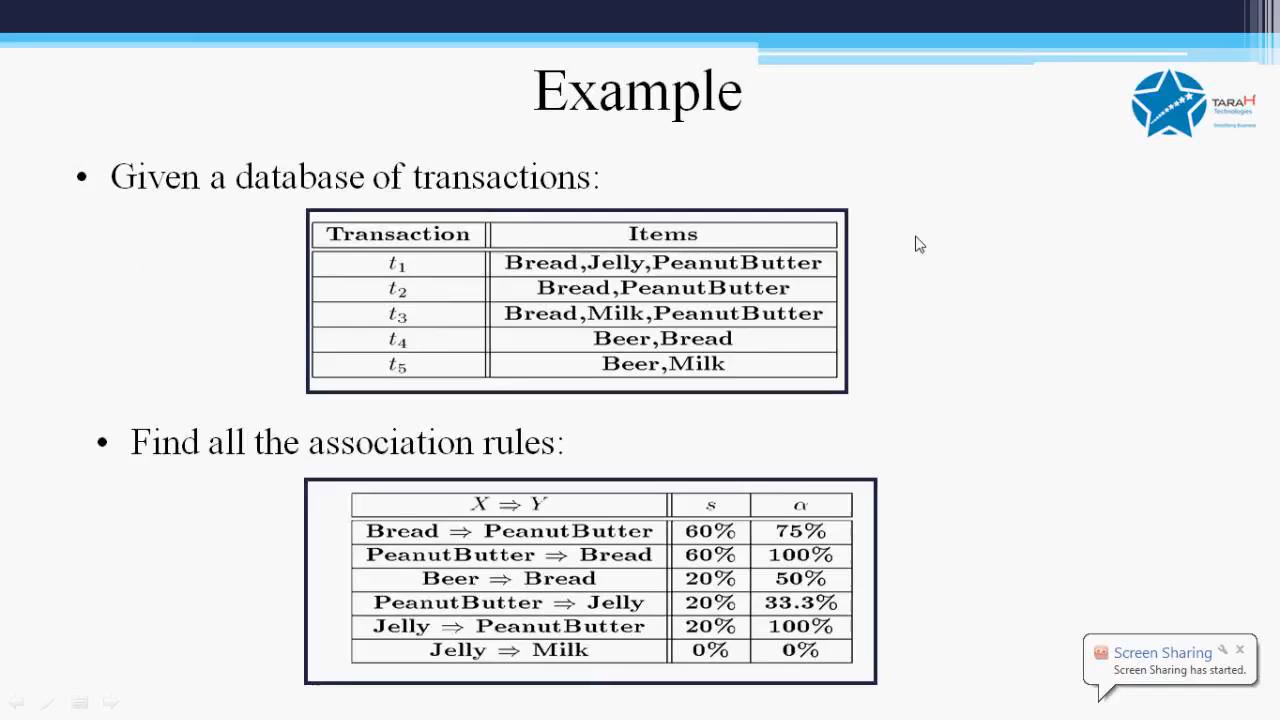 Example
TARAH
Technologies
Simplifying Business
• Given a database of transactions:
Transaction Items
t1 Bread,Jelly,PeanutButter
t2 Bread,PeanutButter
t3 Bread,Milk,PeanutButter
t4 Beer,Bread
t5 Beer,Milk
• Find all the association rules:
X ⇒ Y s α
Bread ⇒ PeanutButter 60% 75%
PeanutButter ⇒ Bread 60% 100%
Beer ⇒ Bread 20% 50%
PeanutButter ⇒ Jelly 20% 33.3%
Jelly ⇒ PeanutButter 20% 100%
Jelly ⇒ Milk 0% 0%
Screen Sharing
Screen Sharing has started.